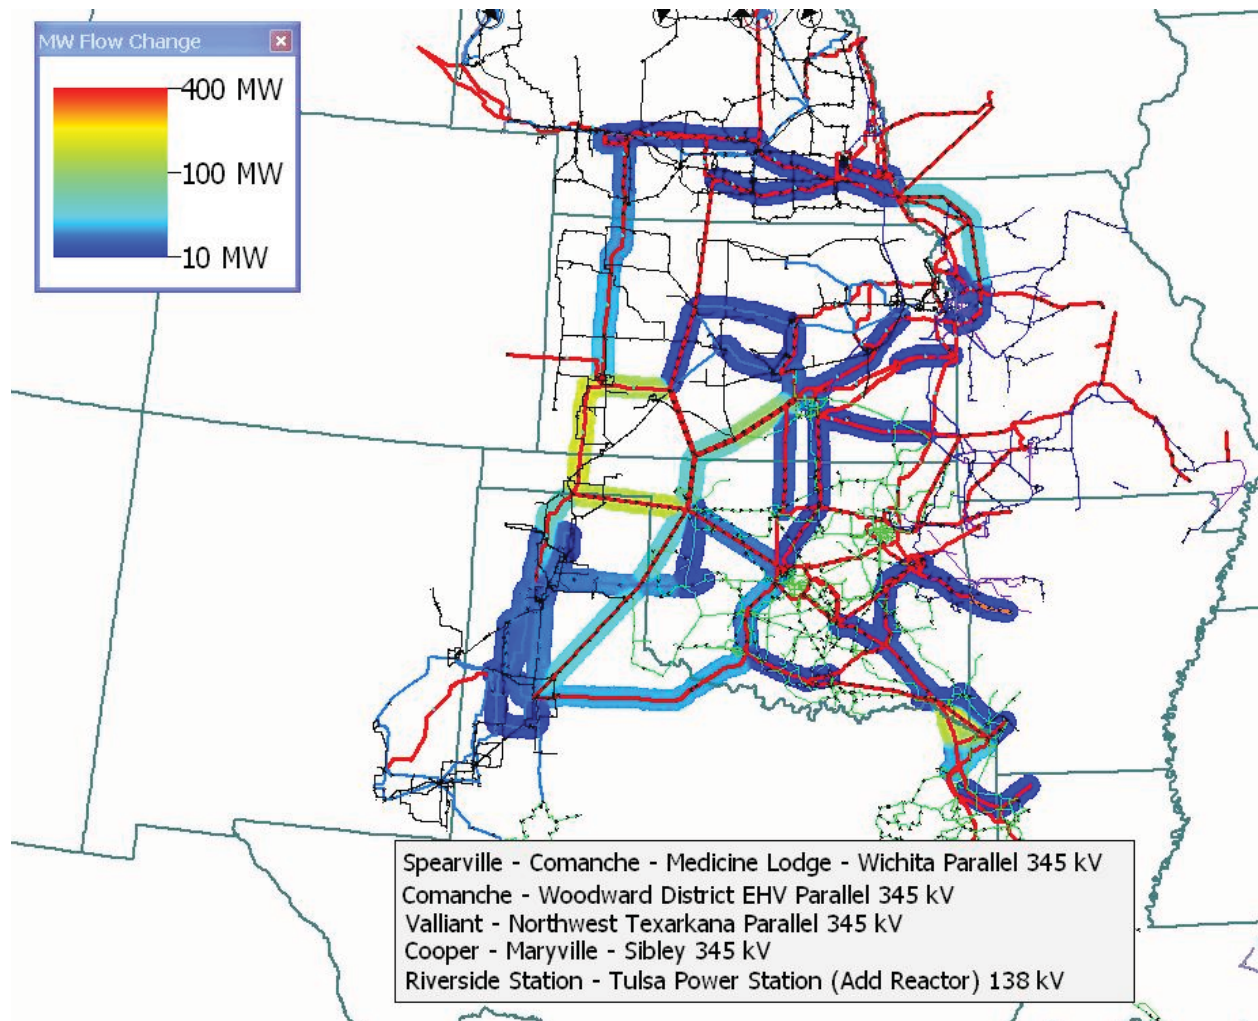 MW Flow Change
400 MW
100 MW
10 MW
Spearville - Comanche - Medicine Lodge - Wichita Parallel 345 kV
Comanche - Woodward District EHV Parallel 345 kV
Valliant - Northwest Texarkana Parallel 345 kV
Cooper - Maryville - Sibley 345 kV
Riverside Station - Tulsa Power Station (Add Reactor) 138 kV